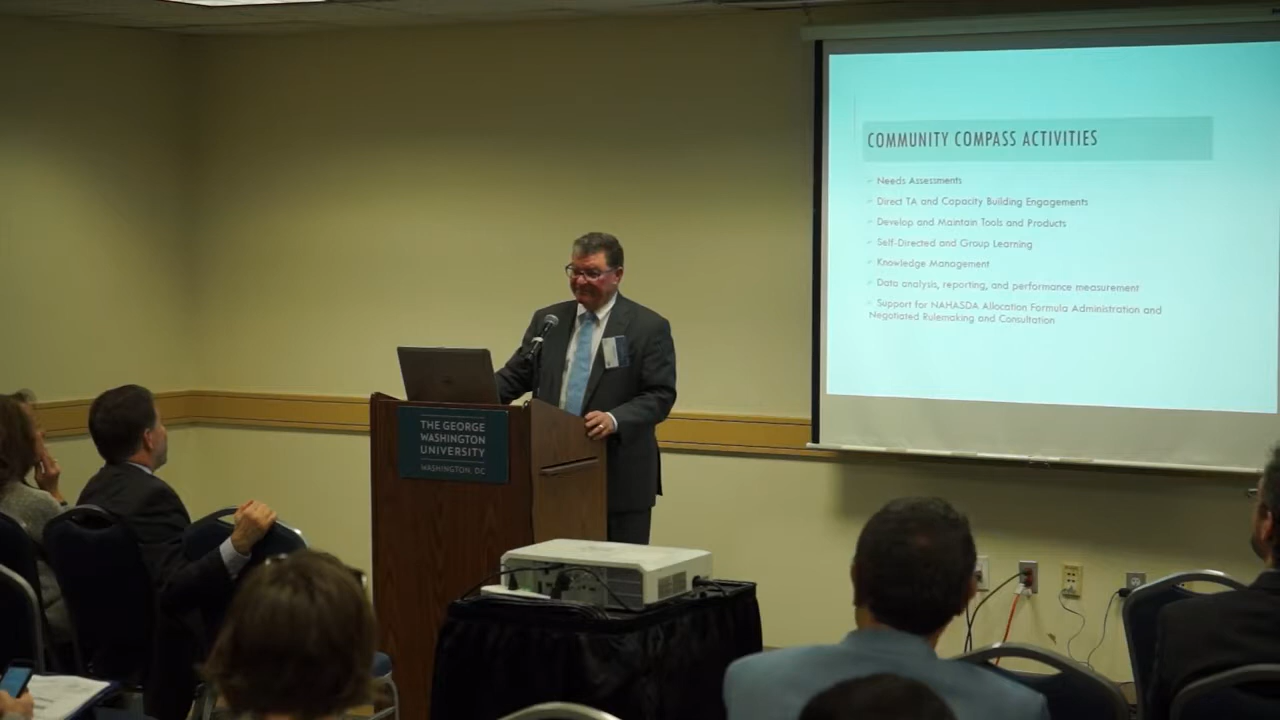 COMMUNITY COMPASS ACTIVITIES
Needs Assessments
Direct TA and Capacity Building Engagements
Develop and Maintain Tools and Products
Self-Directed and Group Learning
Knowledge Management
Data analysis, reporting, and performance measurement
Support for NAHASDA Allocation Formula Administration and
Negotiated Rulemaking and Consultation
THE GEORGE
WASHINGTON
UNIVERSITY
WASHINGTON, DC